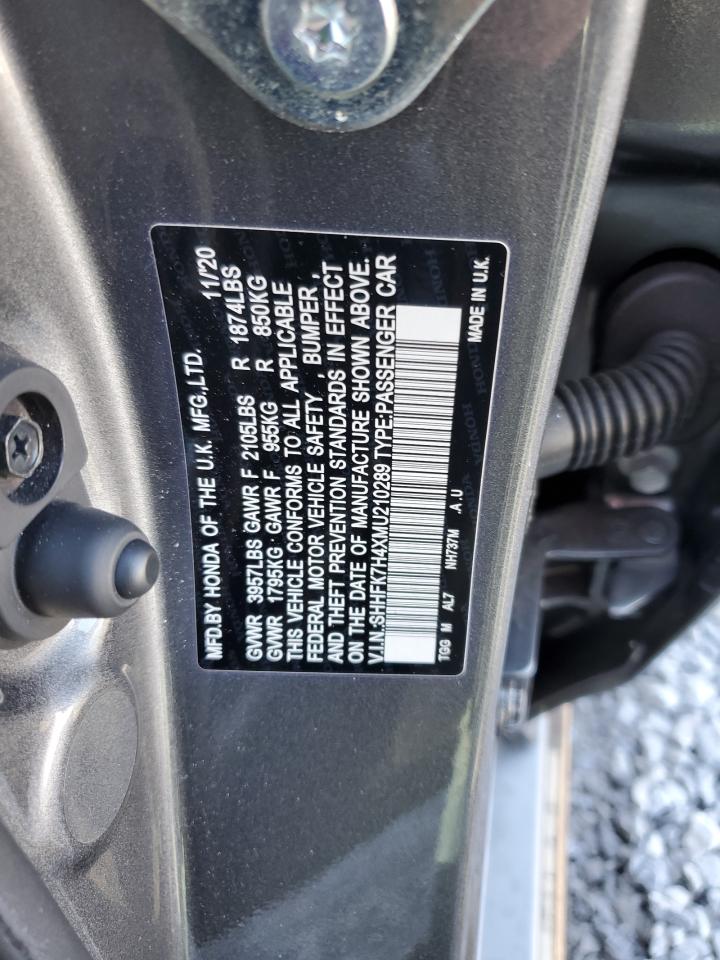 MFD.BY HONDA OF THE U.K. MFG.,LTD. 11/'20
GVWR 3957LBS GAWR F 2105LBS R 1874LBS
GVWR 1795KG GAWR F 955KG R 850KG
THIS VEHICLE CONFORMS TO ALL APPLICABLE
FEDERAL MOTOR VEHICLE SAFETY , BUMPER ,
AND THEFT PREVENTION STANDARDS IN EFFECT
ON THE DATE OF MANUFACTURE SHOWN ABOVE.
V.I.N.:SHHFK7H4XMU210289 TYPE:PASSENGER CAR
TGG M AL7 NH737M A.U MADE IN U.K.